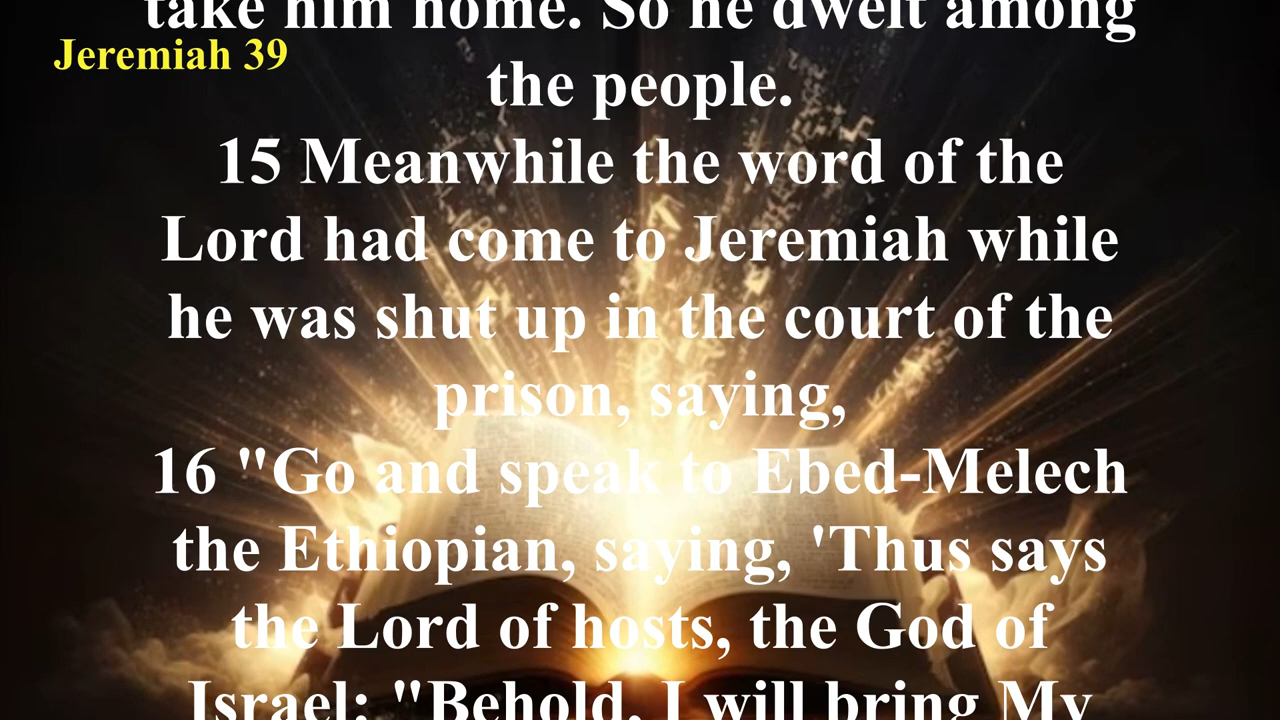 take him home. So he dwelt among
Jeremiah 39
the people.
15 Meanwhile the word of the
Lord had come to Jeremiah while
he was shut up in the court of the
prison, saying,
16 "Go and speak to Ebed-Melech
the Ethiopian, saying, 'Thus says
the Lord of hosts, the God of
Israel: "Behold, I will bring My